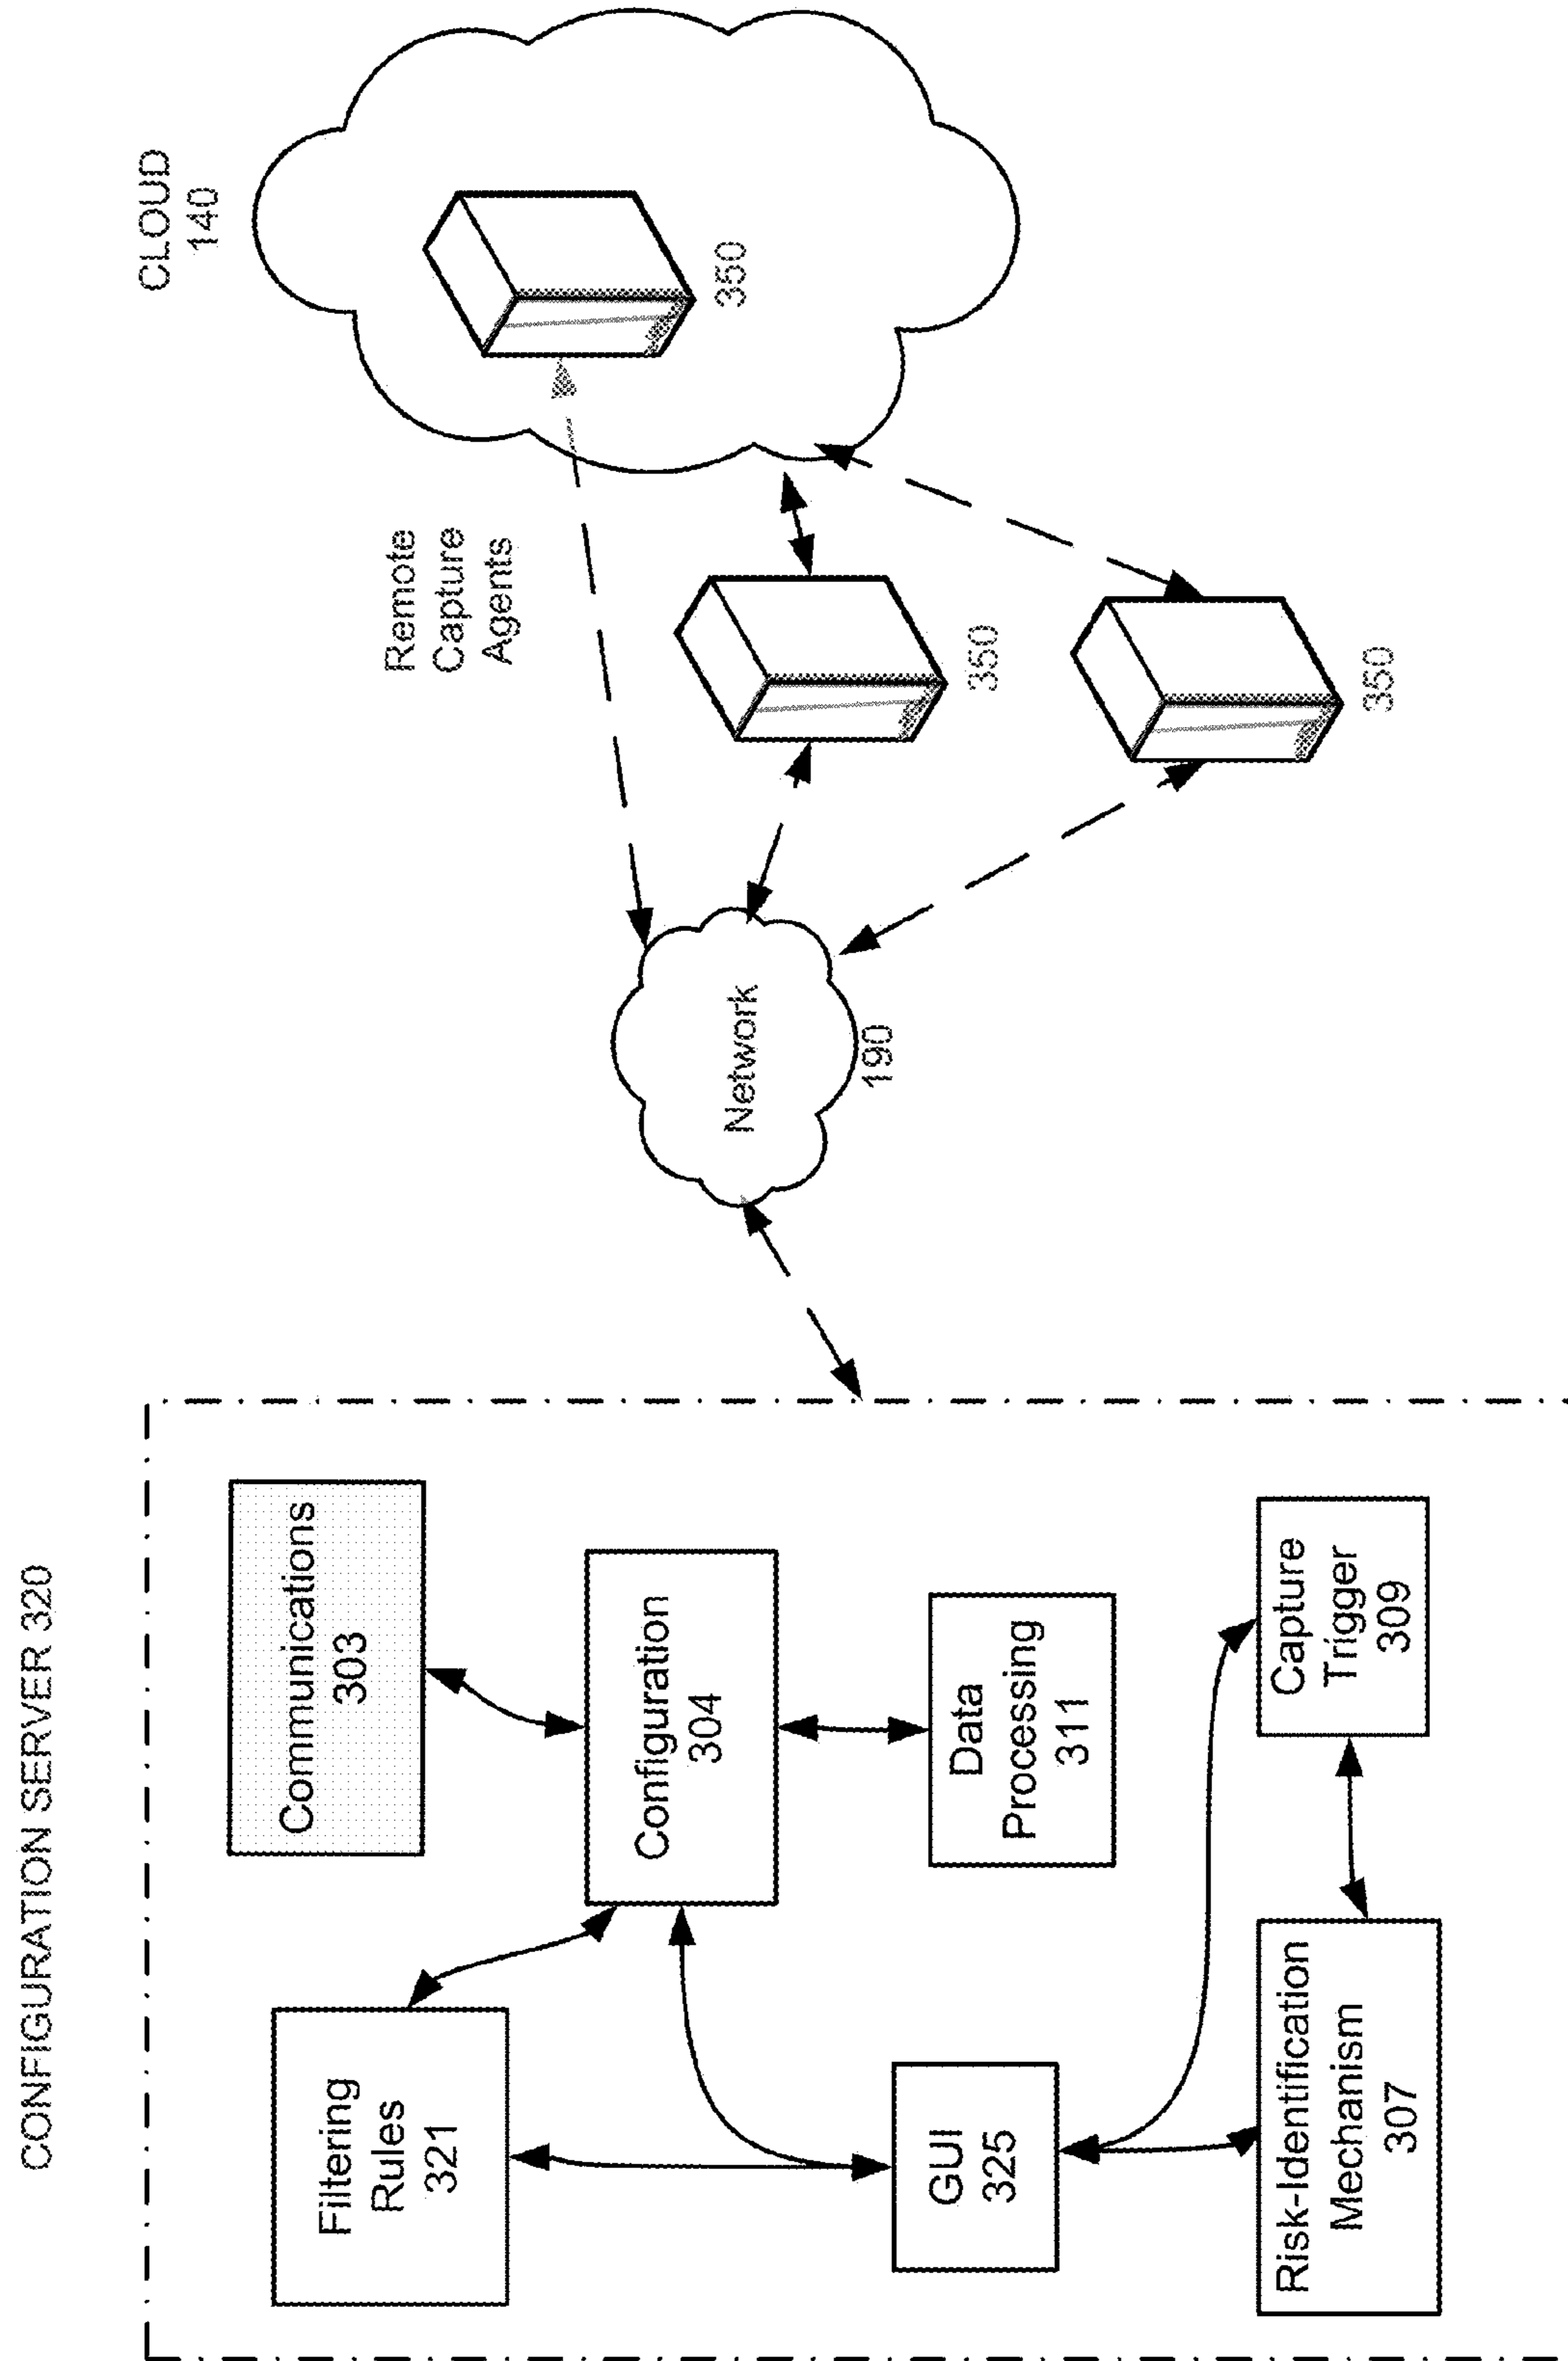 CONFIGURATION SERVER 320
Communications
303
Filtering
Rules
321
Configuration
304
GUI
325
Data
Processing
311
Risk-Identification
Mechanism
307
Capture
Trigger
309
Network
190
Remote
Capture
Agents
CLOUD
140
350
350
350